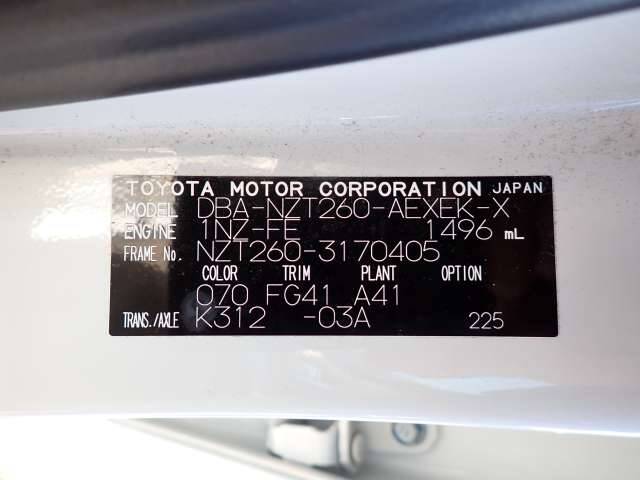 TOYOTA MOTOR CORPORATION JAPAN
MODEL DBA-NZT260-AEXEK-X
ENGINE 1NZ-FE 1496 mL
FRAME No. NZT260-3170405
COLOR TRIM PLANT OPTION
070 FG41 A41
TRANS./AXLE K312 -03A 225